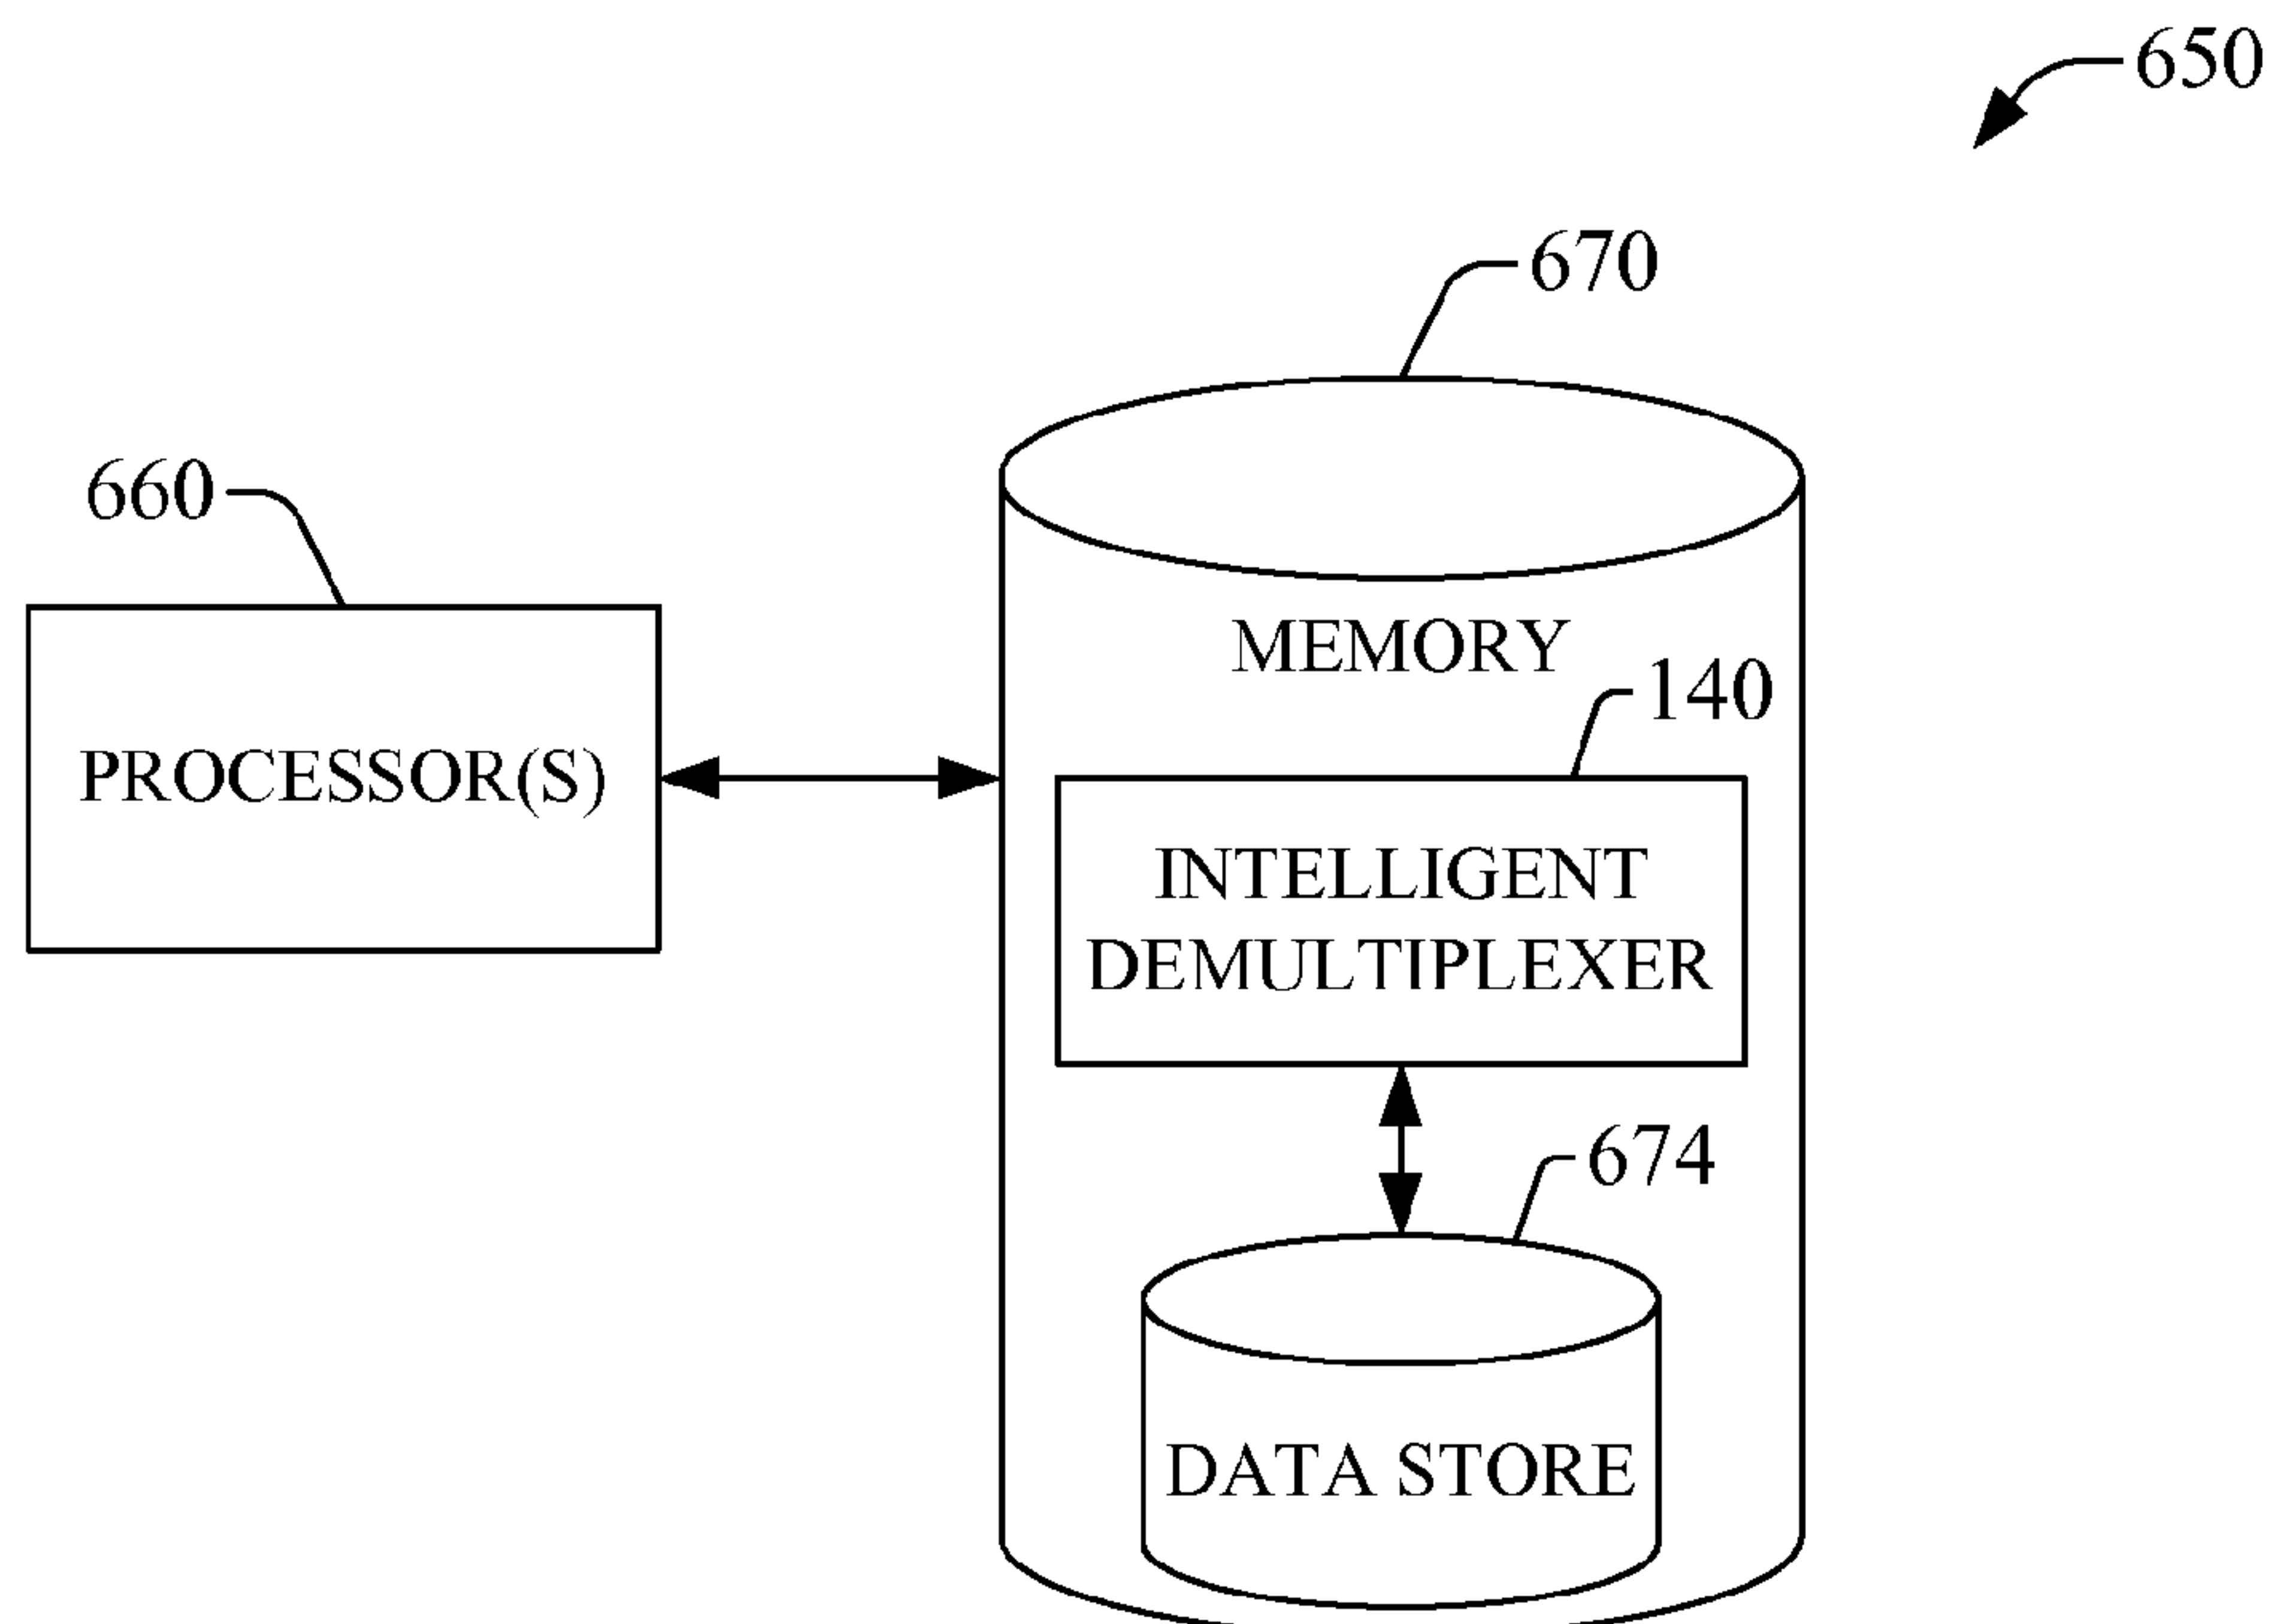 650
670
660
MEMORY
140
PROCESSOR(S)
INTELLIGENT
DEMULTIPLEXER
674
DATA STORE